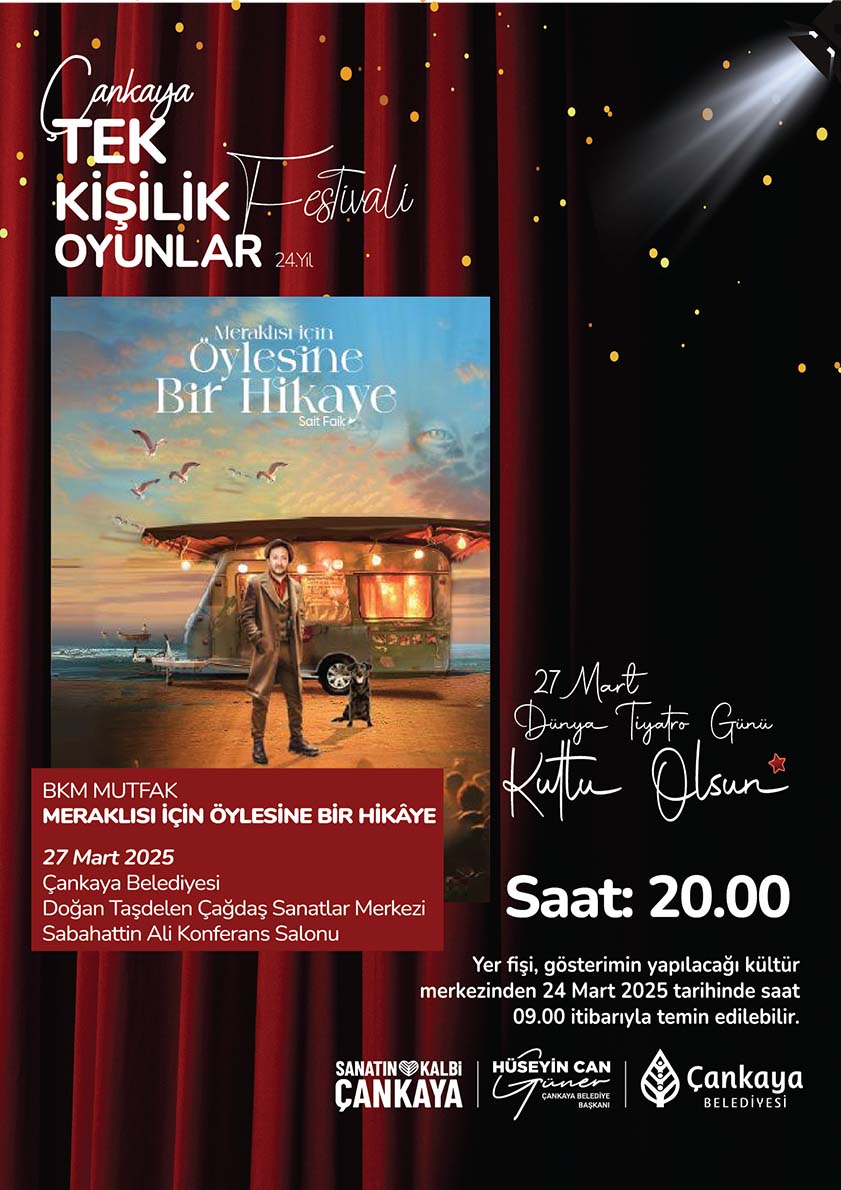 Çankaya
TEK
KİŞİLİK Festivali
OYUNLAR 24.Yıl
Meraklısı için
Öylesine
Bir Hikaye
Sait Faik
BKM MUTFAK
MERAKLISI İÇİN ÖYLESİNE BİR HİKÂYE
27 Mart 2025
Çankaya Belediyesi
Doğan Taşdelen Çağdaş Sanatlar Merkezi
Sabahattin Ali Konferans Salonu
27 Mart
Dünya Tiyatro Günü
Kutlu Olsun
Saat: 20.00
Yer fişi, gösterimin yapılacağı kültür
merkezinden 24 Mart 2025 tarihinde saat
09.00 itibarıyla temin edilebilir.
SANATIN KALBİ
ÇANKAYA
HÜSEYİN CAN
Güner
ÇANKAYA BELEDİYE
BAŞKANI
Çankaya
BELEDİYESİ